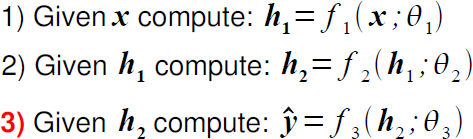 1) Given x compute: h₁= f₁(x;θ₁)
2) Given h₁ compute: h₂= f₂(h₁;θ₂)
3) Given h₂ compute: ŷ= f₃(h₂;θ₃)